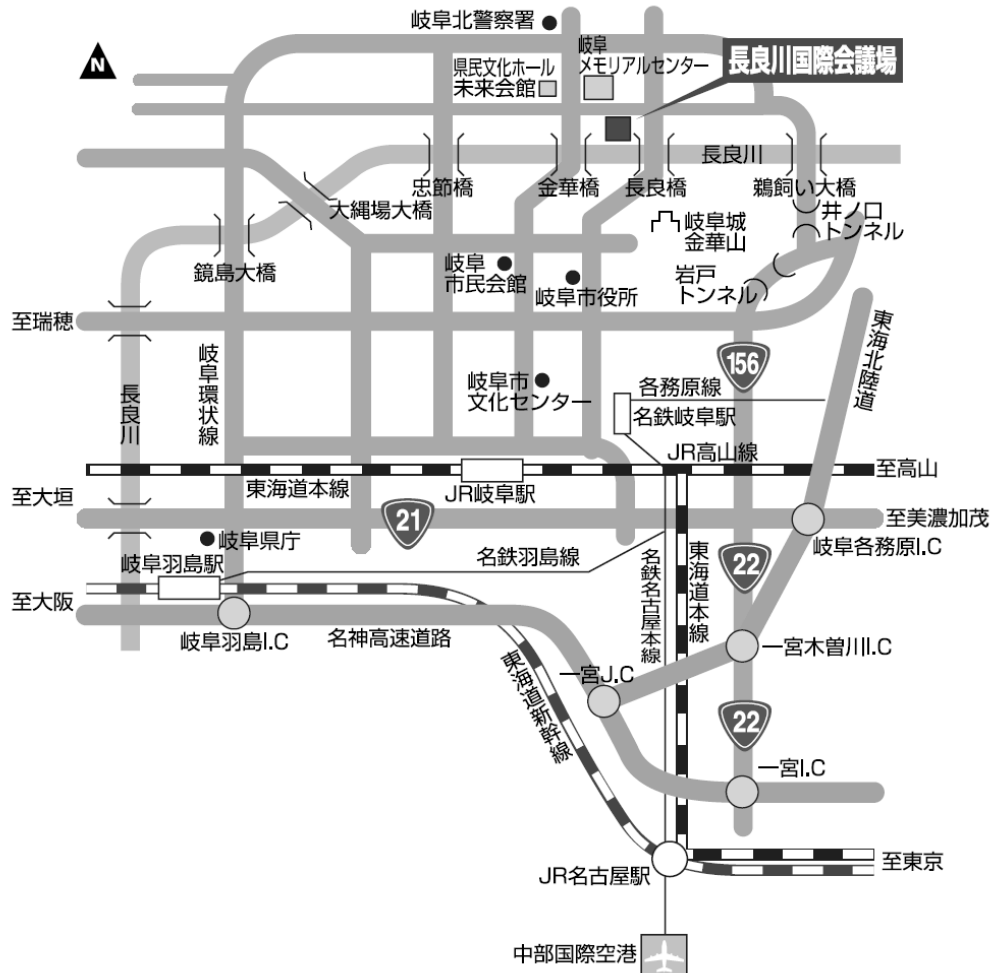 岐阜北警察署
N
岐阜
メモリアルセンター
長良川国際会議場
県民文化ホール
未来会館
長良川
忠節橋
金華橋
長良橋
鵜飼い大橋
大縄場大橋
井ノ口
トンネル
岐阜城
金華山
鏡島大橋
岐阜
市民会館
岐阜市役所
岩戸
トンネル
至瑞穂
東海北陸道
岐阜環状線
156
長良川
岐阜市
文化センター
各務原線
名鉄岐阜駅
JR高山線
至高山
東海道本線
JR岐阜駅
至大垣
21
至美濃加茂
岐阜県庁
岐阜各務原I.C
岐阜羽島駅
名鉄羽島線
名鉄名古屋本線
東海道本線
22
至大阪
岐阜羽島I.C
名神高速道路
一宮木曽川I.C
東海道新幹線
一宮J.C
22
一宮I.C
JR名古屋駅
至東京
中部国際空港